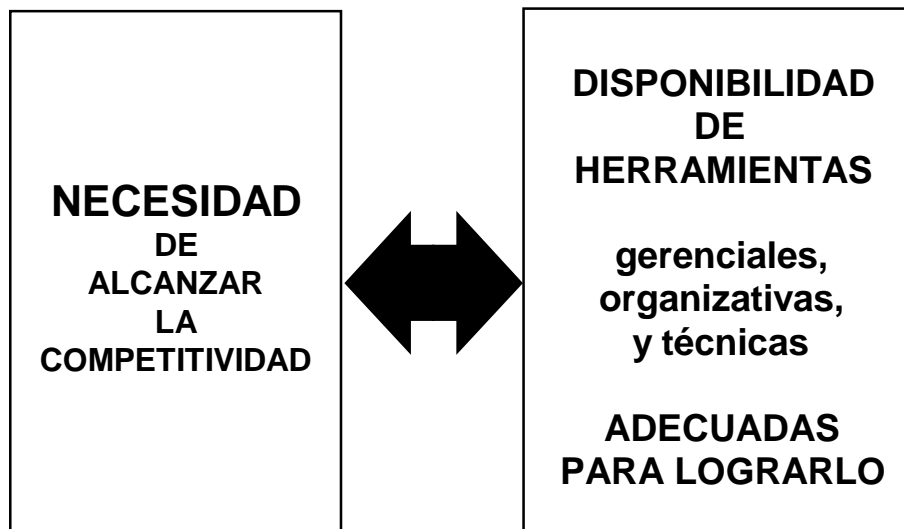 NECESIDAD
DE
ALCANZAR
LA
COMPETITIVIDAD
DISPONIBILIDAD
DE
HERRAMIENTAS
gerenciales,
organizativas,
y técnicas
ADECUADAS
PARA LOGRARLO